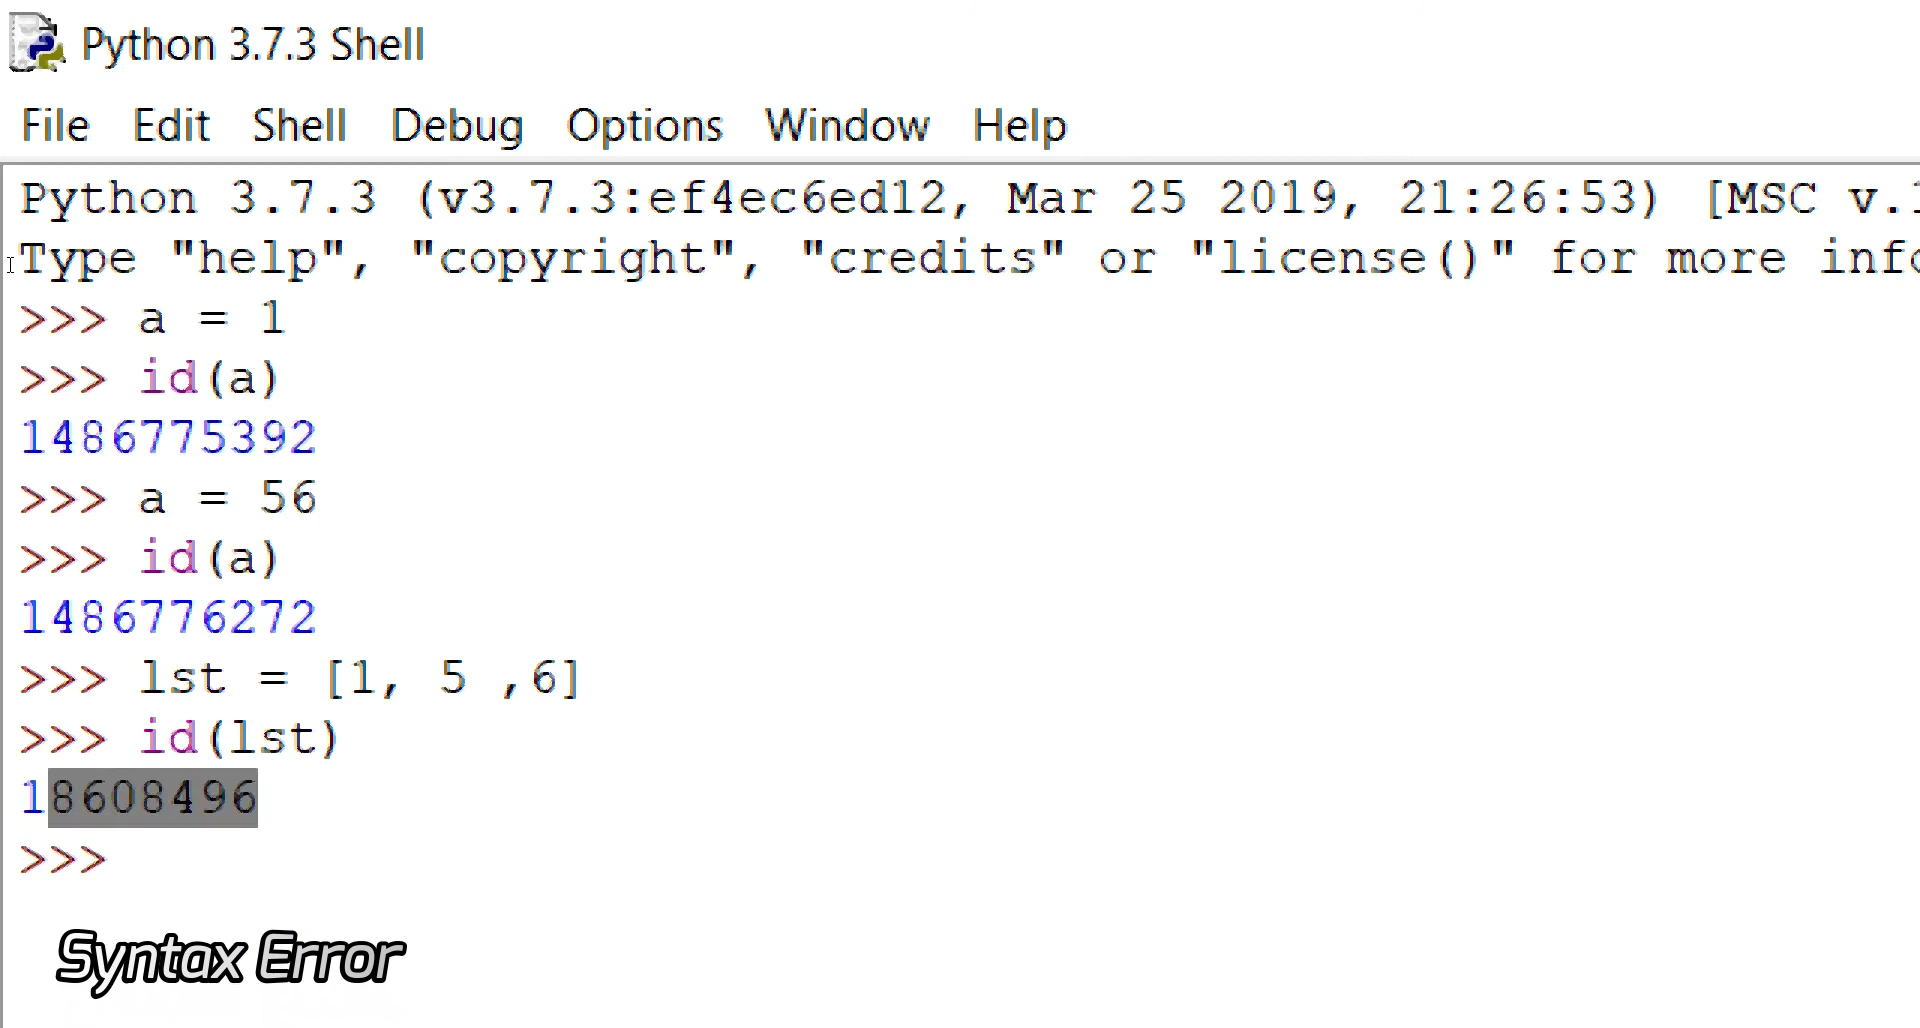 Python 3.7.3 Shell
File Edit Shell Debug Options Window Help
Python 3.7.3 (v3.7.3:ef4ec6ed12, Mar 25 2019, 21:26:53) [MSC v.1
Type "help", "copyright", "credits" or "license()" for more info
>>> a = 1
>>> id(a)
1486775392
>>> a = 56
>>> id(a)
1486776272
>>> lst = [1, 5 ,6]
>>> id(lst)
18608496
>>>
Syntax Error